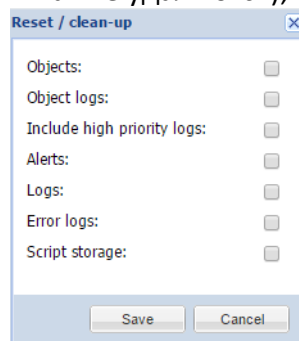 Reset / clean-up
Objects:
Object logs:
Include high priority logs:
Alerts:
Logs:
Error logs:
Script storage:
Save
Cancel